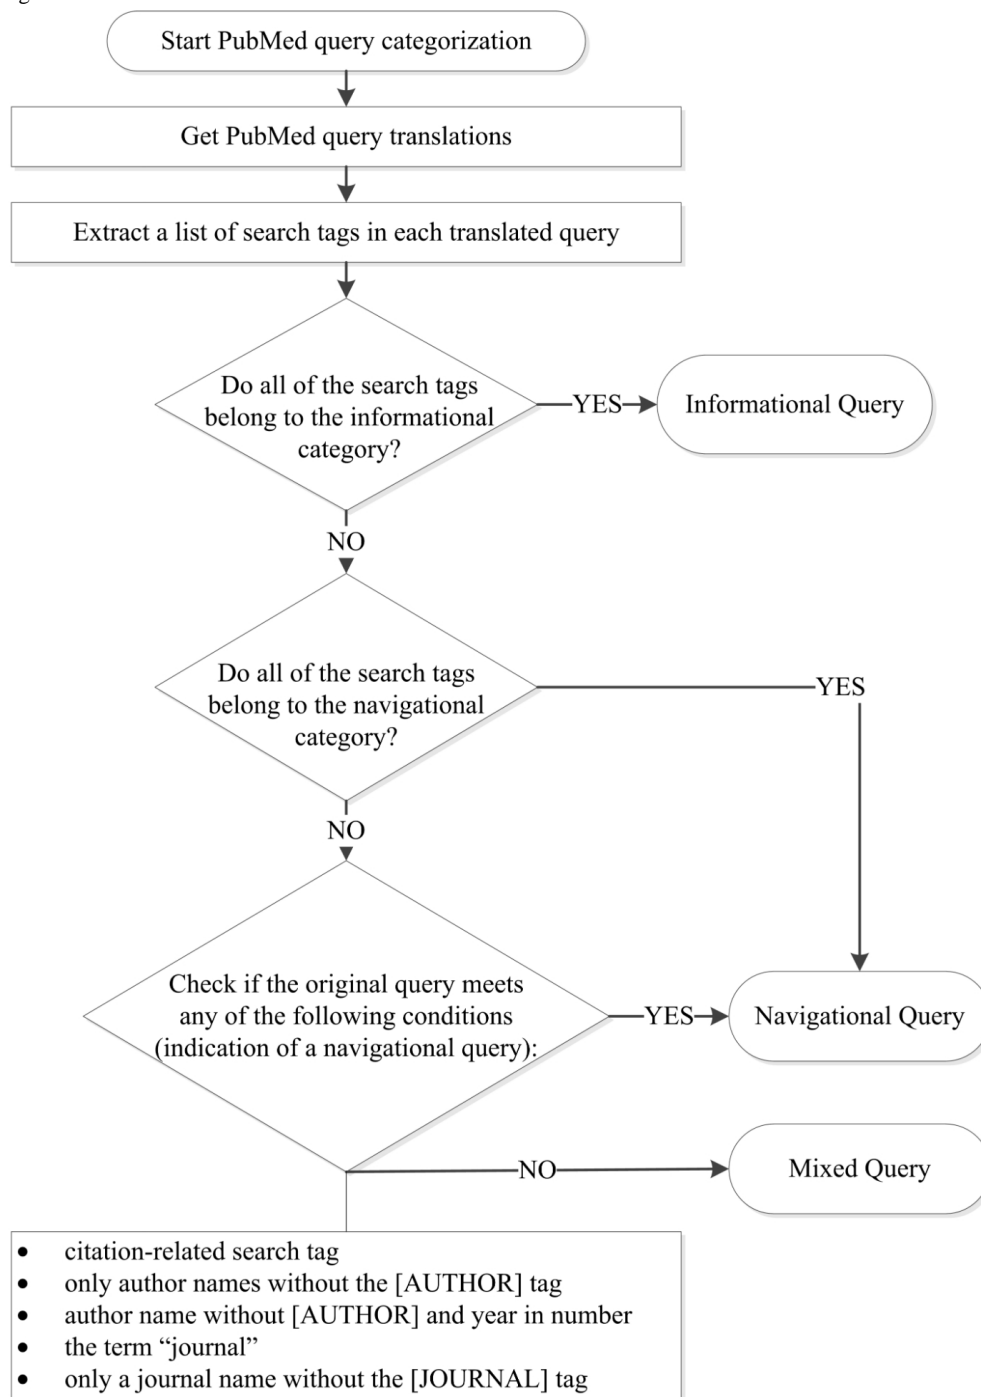 Start PubMed query categorization
Get PubMed query translations
Extract a list of search tags in each translated query
Do all of the search tags
belong to the informational
category?
YES
Informational Query
NO
Do all of the search tags
belong to the navigational
category?
YES
NO
Check if the original query meets
any of the following conditions
(indication of a navigational query):
YES
Navigational Query
NO
Mixed Query
• citation-related search tag
• only author names without the [AUTHOR] tag
• author name without [AUTHOR] and year in number
• the term “journal”
• only a journal name without the [JOURNAL] tag